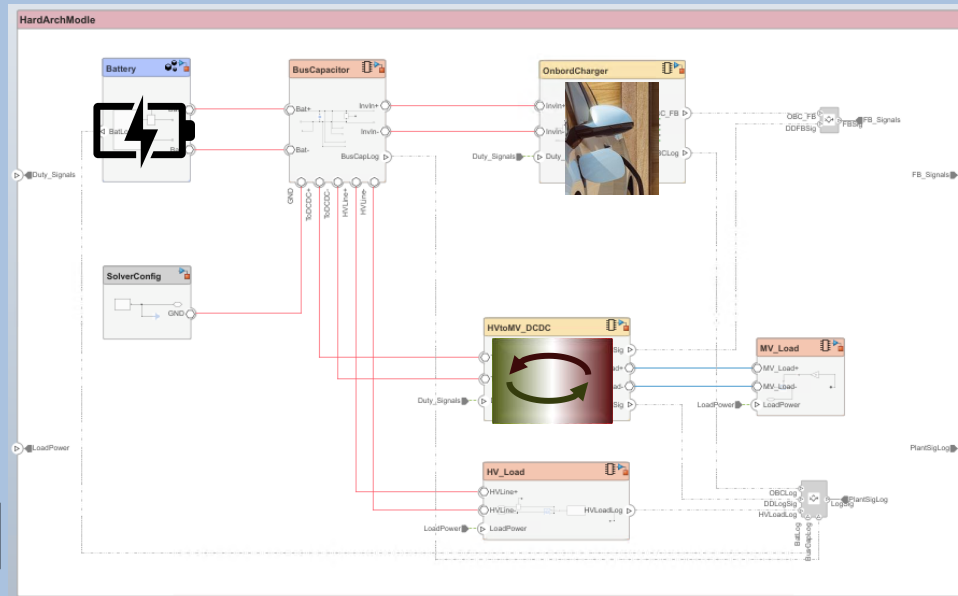 HardArchModle
Battery
BusCapacitor
OnbordCharger
Bat+
Bat-
InvIn+
InvIn-
BusCapLog
InvIn+
InvIn-
Duty_Signals
OBC_FB
DDFBSig
FBSig
FB_Signals
Duty_Signals
FB_Signals
GND
ToDCDC+
ToDCDC-
HVLine+
HVLine-
SolverConfig
GND
HVtoMV_DCDC
Duty_Signals
MV_Load
MV_Load+
MV_Load-
LoadPower
LoadPower
LoadPower
PlantSigLog
HV_Load
HVLine+
HVLine-
LoadPower
LoadPower
HVLoadLog
OBCLog
DDLogSig
HVLoadLog
BatLog
BusCapLog
LogSig
PlantSigLog